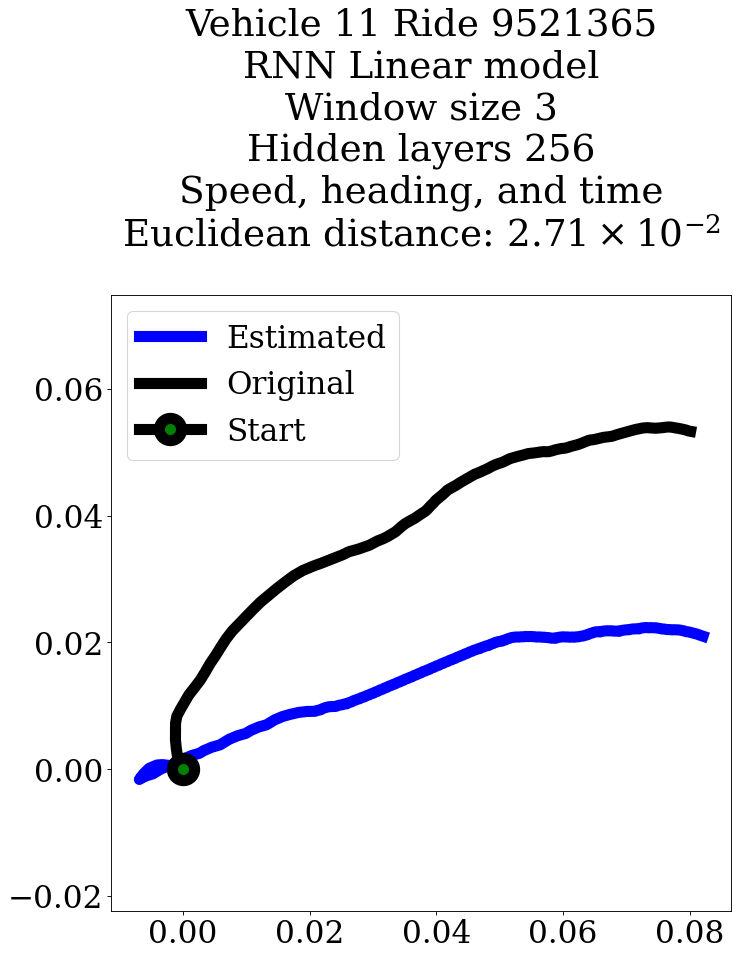 Vehicle 11 Ride 9521365
RNN Linear model
Window size 3
Hidden layers 256
Speed, heading, and time
Euclidean distance: 2.71 × 10⁻²
Estimated
Original
Start
0.06
0.04
0.02
0.00
−0.02
0.00 0.02 0.04 0.06 0.08